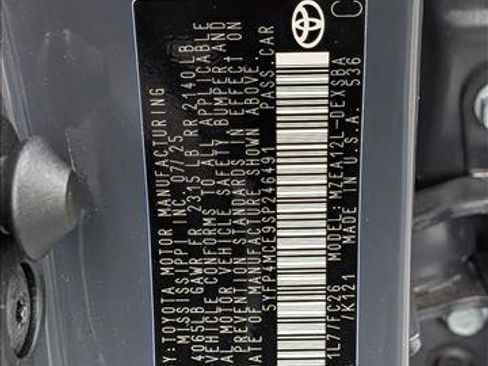 Y:TOYOTA MOTOR MANUFACTURING
MISSISSIPPI INC. 07/25
4065LB GAWR FR 2315LB RR 2140LB
VEHICLE CONFORMS TO ALL APPLICABLE
AL MOTOR VEHICLE SAFETY BUMPER AND
PREVENTION STANDARDS IN EFFECT ON
DATE OF MANUFACTURE SHOWN ABOVE.
5YFP4MCE9SP246491 PASS.CAR
1L7/FC26 MODEL:MZEA12L-DEXSBA
/K121 MADE IN U.S.A. 536
C